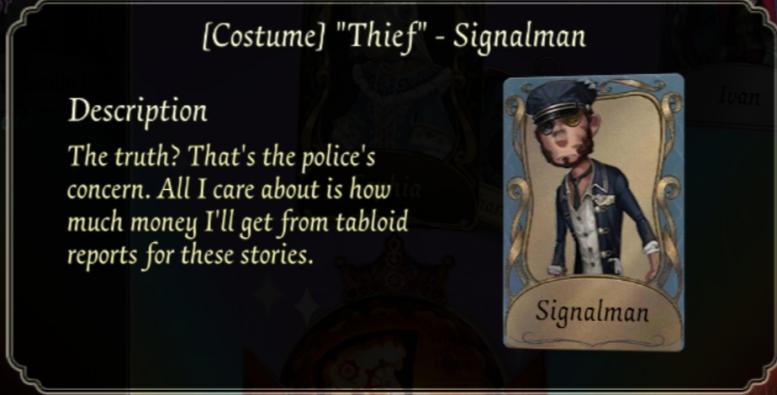 [Costume] "Thief" - Signalman
Description
The truth? That's the police's
concern. All I care about is how
much money I'll get from tabloid
reports for these stories.
Signalman
Ivan